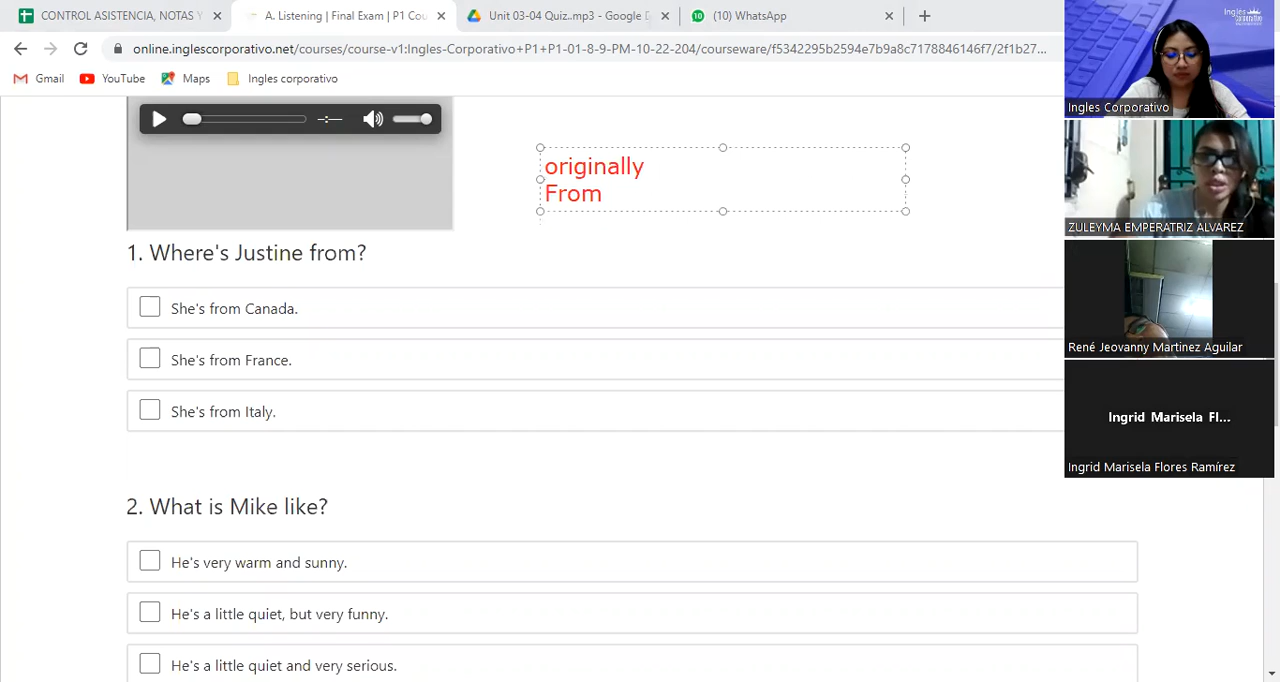 CONTROL ASISTENCIA, NOTAS Y
A. Listening | Final Exam | P1 Cou
Unit 03-04 Quiz..mp3 - Google D
(10) WhatsApp
online.inglescorporativo.net/courses/course-v1:Ingles-Corporativo+P1+P1-01-8-9-PM-10-22-204/courseware/f5342295b2594e7b9a8c7178846146f7/2f1b27...
Gmail
YouTube
Maps
Ingles corporativo
originally
From
1. Where's Justine from?
She's from Canada.
She's from France.
She's from Italy.
2. What is Mike like?
He's very warm and sunny.
He's a little quiet, but very funny.
He's a little quiet and very serious.
Ingles Corporativo
ZULEYMA EMPERATRIZ ALVAREZ
René Jeovanny Martinez Aguilar
Ingrid Marisela Fl...
Ingrid Marisela Flores Ramírez